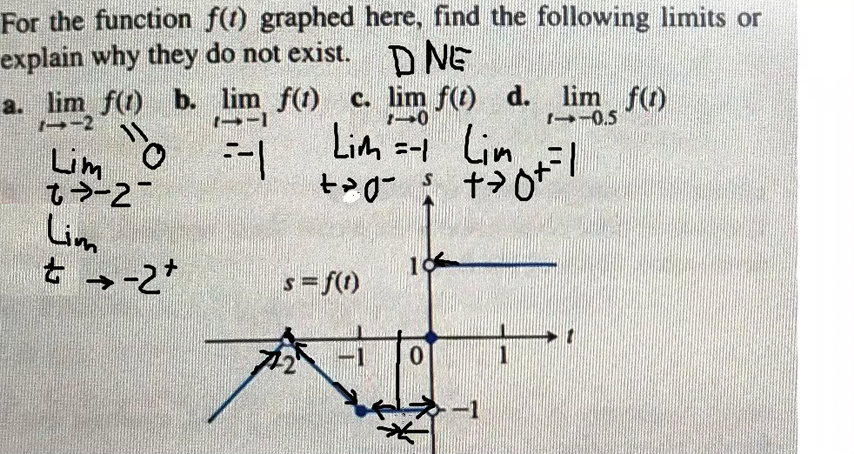 For the function f(t) graphed here, find the following limits or
explain why they do not exist. DNE
a. lim f(t) b. lim f(t) c. lim f(t) d. lim f(t)
t→-2 t→-1 t→0 t→-0.5
Lim = 0 =-1 Lim =-1 Lim =1
t→-2⁻ t→0⁻ t→0⁺
Lim
t→-2⁺
s
1
s = f(t)
-2 -1 0 1 t
-1